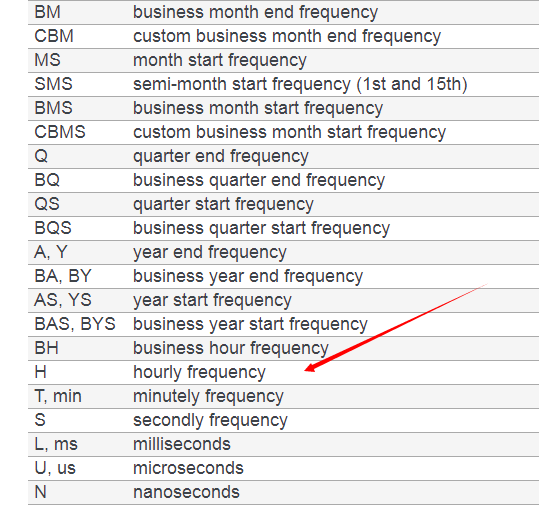 BM business month end frequency
CBM custom business month end frequency
MS month start frequency
SMS semi-month start frequency (1st and 15th)
BMS business month start frequency
CBMS custom business month start frequency
Q quarter end frequency
BQ business quarter end frequency
QS quarter start frequency
BQS business quarter start frequency
A, Y year end frequency
BA, BY business year end frequency
AS, YS year start frequency
BAS, BYS business year start frequency
BH business hour frequency
H hourly frequency
T, min minutely frequency
S secondly frequency
L, ms milliseconds
U, us microseconds
N nanoseconds